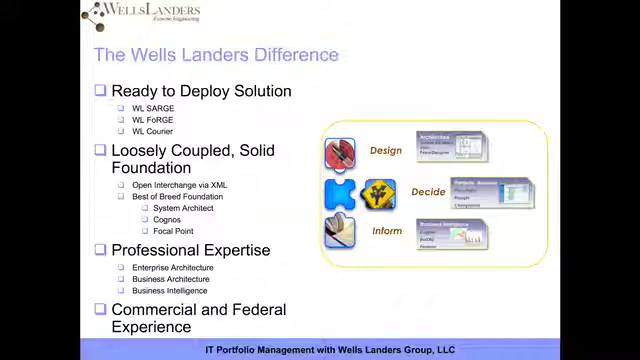 WELLSLANDERS
Extreme Engineering
The Wells Landers Difference
Ready to Deploy Solution
WL SARGE
WL FoRGE
WL Courier
Loosely Coupled, Solid
Foundation
Open Interchange via XML
Best of Breed Foundation
System Architect
Cognos
Focal Point
Professional Expertise
Enterprise Architecture
Business Architecture
Business Intelligence
Commercial and Federal
Experience
Design
Architecture
Decide
Inform
Business Intelligence
IT Portfolio Management with Wells Landers Group, LLC